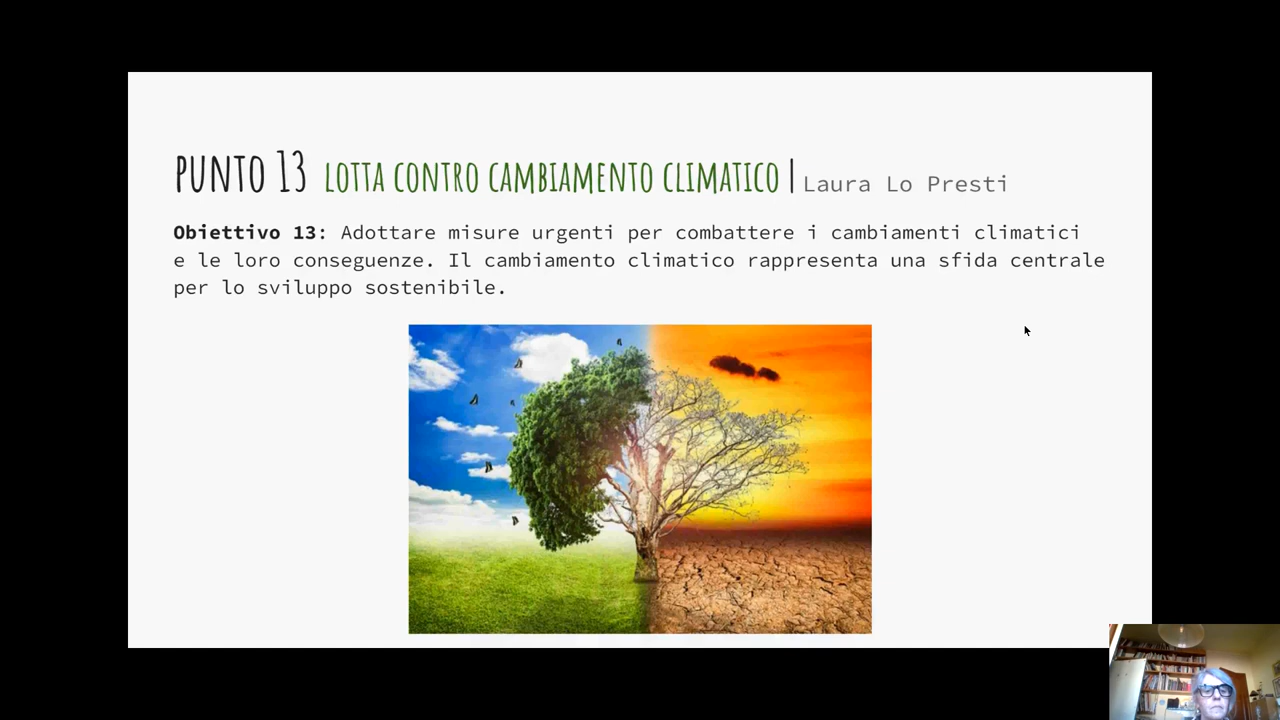 PUNTO 13 LOTTA CONTRO CAMBIAMENTO CLIMATICO | Laura Lo Presti
Obiettivo 13: Adottare misure urgenti per combattere i cambiamenti climatici
e le loro conseguenze. Il cambiamento climatico rappresenta una sfida centrale
per lo sviluppo sostenibile.